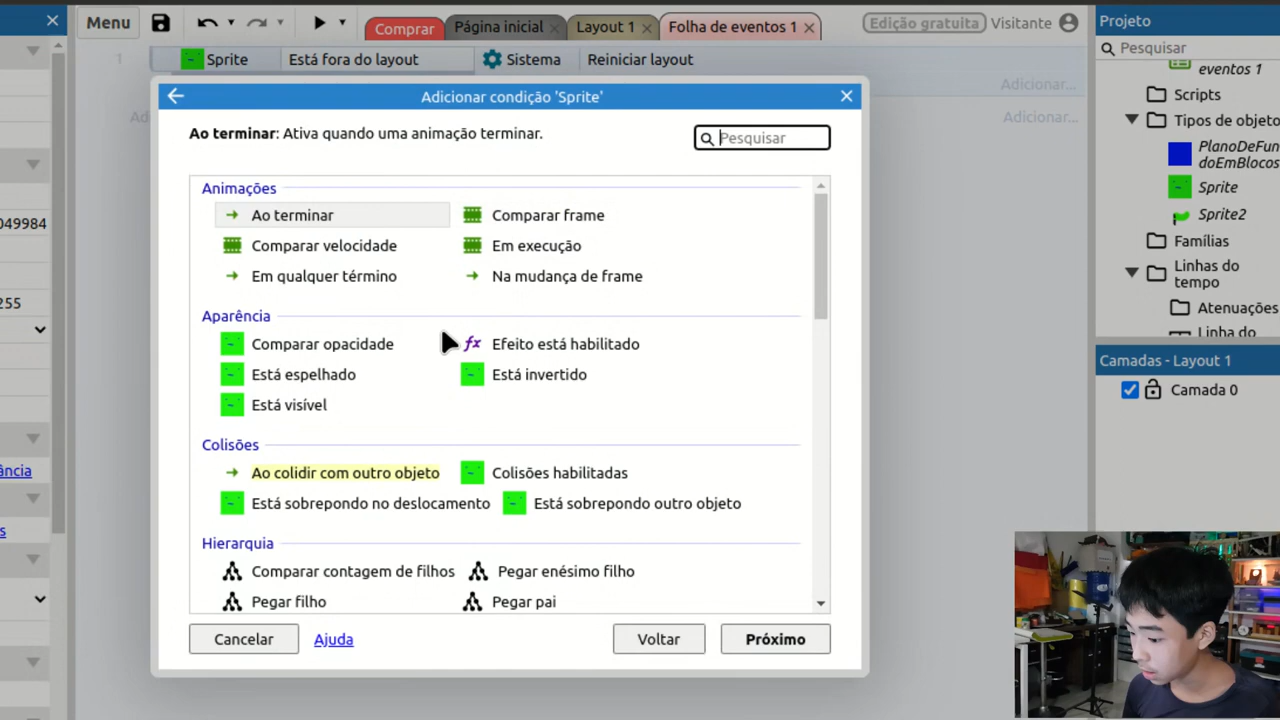 Menu
Comprar
Página inicial
Layout 1
Folha de eventos 1
Edição gratuita
Visitante
Projeto
Pesquisar
eventos 1
Scripts
Tipos de objeto
PlanoDeFun
doEmBlocos
Sprite
Sprite2
Famílias
Linhas do
tempo
Atenuações
Linha do
Camadas - Layout 1
Camada 0
1
Sprite
Está fora do layout
Sistema
Reiniciar layout
Adicionar...
Adicionar...
049984
255
ância
s
Adicionar condição 'Sprite'
Ao terminar: Ativa quando uma animação terminar.
Pesquisar
Animações
Ao terminar
Comparar frame
Comparar velocidade
Em execução
Em qualquer término
Na mudança de frame
Aparência
Comparar opacidade
Efeito está habilitado
Está espelhado
Está invertido
Está visível
Colisões
Ao colidir com outro objeto
Colisões habilitadas
Está sobrepondo no deslocamento
Está sobrepondo outro objeto
Hierarquia
Comparar contagem de filhos
Pegar enésimo filho
Pegar filho
Pegar pai
Cancelar
Ajuda
Voltar
Próximo